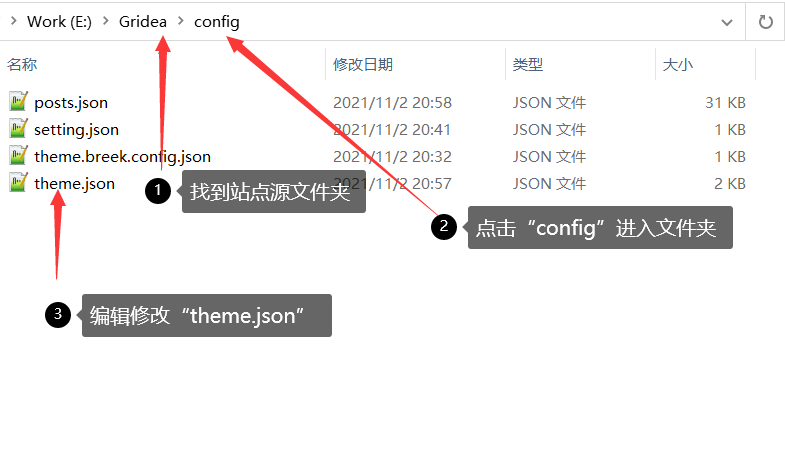 Work (E:) > Gridea > config
名称 修改日期 类型 大小
posts.json 2021/11/2 20:58 JSON 文件 31 KB
setting.json 2021/11/2 20:41 JSON 文件 1 KB
theme.breek.config.json 2021/11/2 20:32 JSON 文件 1 KB
theme.json 2021/11/2 20:57 JSON 文件 2 KB
1 找到站点源文件夹
2 点击“config”进入文件夹
3 编辑修改“theme.json”